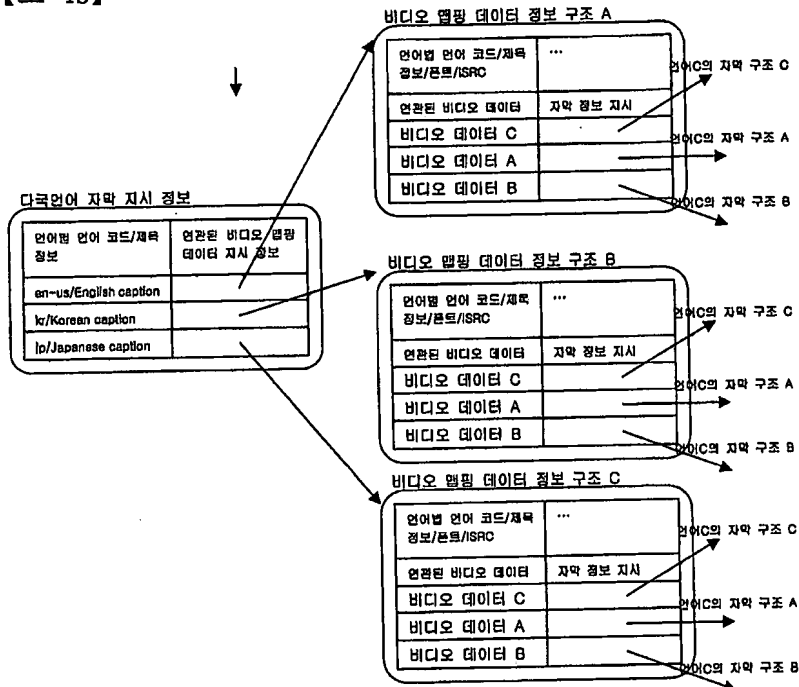 비디오 맵핑 데이터 정보 구조 A
언어별 언어 코드/제목 ...
정보/폰트/ISRC
연관된 비디오 데이터 자막 정보 지시
비디오 데이터 C
비디오 데이터 A
비디오 데이터 B
언어C의 자막 구조 C
언어C의 자막 구조 A
언어C의 자막 구조 B
다국언어 자막 지시 정보
언어별 언어 코드/제목 연관된 비디오 맵핑
정보 데이터 지시 정보
en-us/English caption
kr/Korean caption
jp/Japanese caption
비디오 맵핑 데이터 정보 구조 B
언어별 언어 코드/제목 ...
정보/폰트/ISRC
연관된 비디오 데이터 자막 정보 지시
비디오 데이터 C
비디오 데이터 A
비디오 데이터 B
언어C의 자막 구조 C
언어C의 자막 구조 A
언어C의 자막 구조 B
비디오 맵핑 데이터 정보 구조 C
언어별 언어 코드/제목 ...
정보/폰트/ISRC
연관된 비디오 데이터 자막 정보 지시
비디오 데이터 C
비디오 데이터 A
비디오 데이터 B
언어C의 자막 구조 C
언어C의 자막 구조 A
언어C의 자막 구조 B